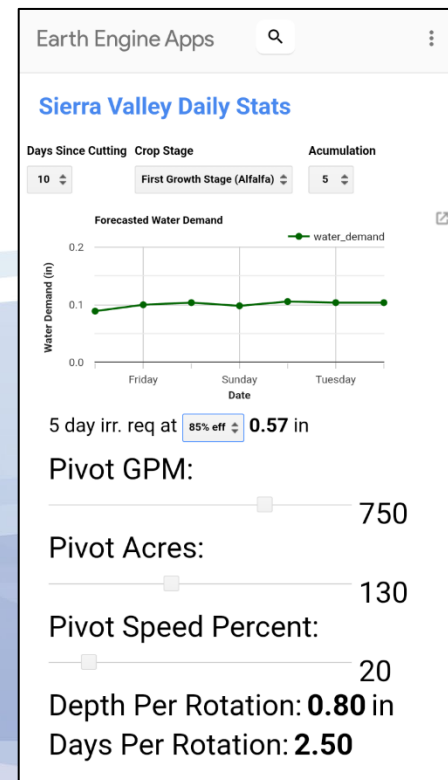 Earth Engine Apps
Sierra Valley Daily Stats
Days Since Cutting Crop Stage Acumulation
10 First Growth Stage (Alfalfa) 5
Forecasted Water Demand
water_demand
0.2
0.1
0.0
Water Demand (in)
Friday Sunday Tuesday
Date
5 day irr. req at 85% eff 0.57 in
Pivot GPM:
750
Pivot Acres:
130
Pivot Speed Percent:
20
Depth Per Rotation: 0.80 in
Days Per Rotation: 2.50